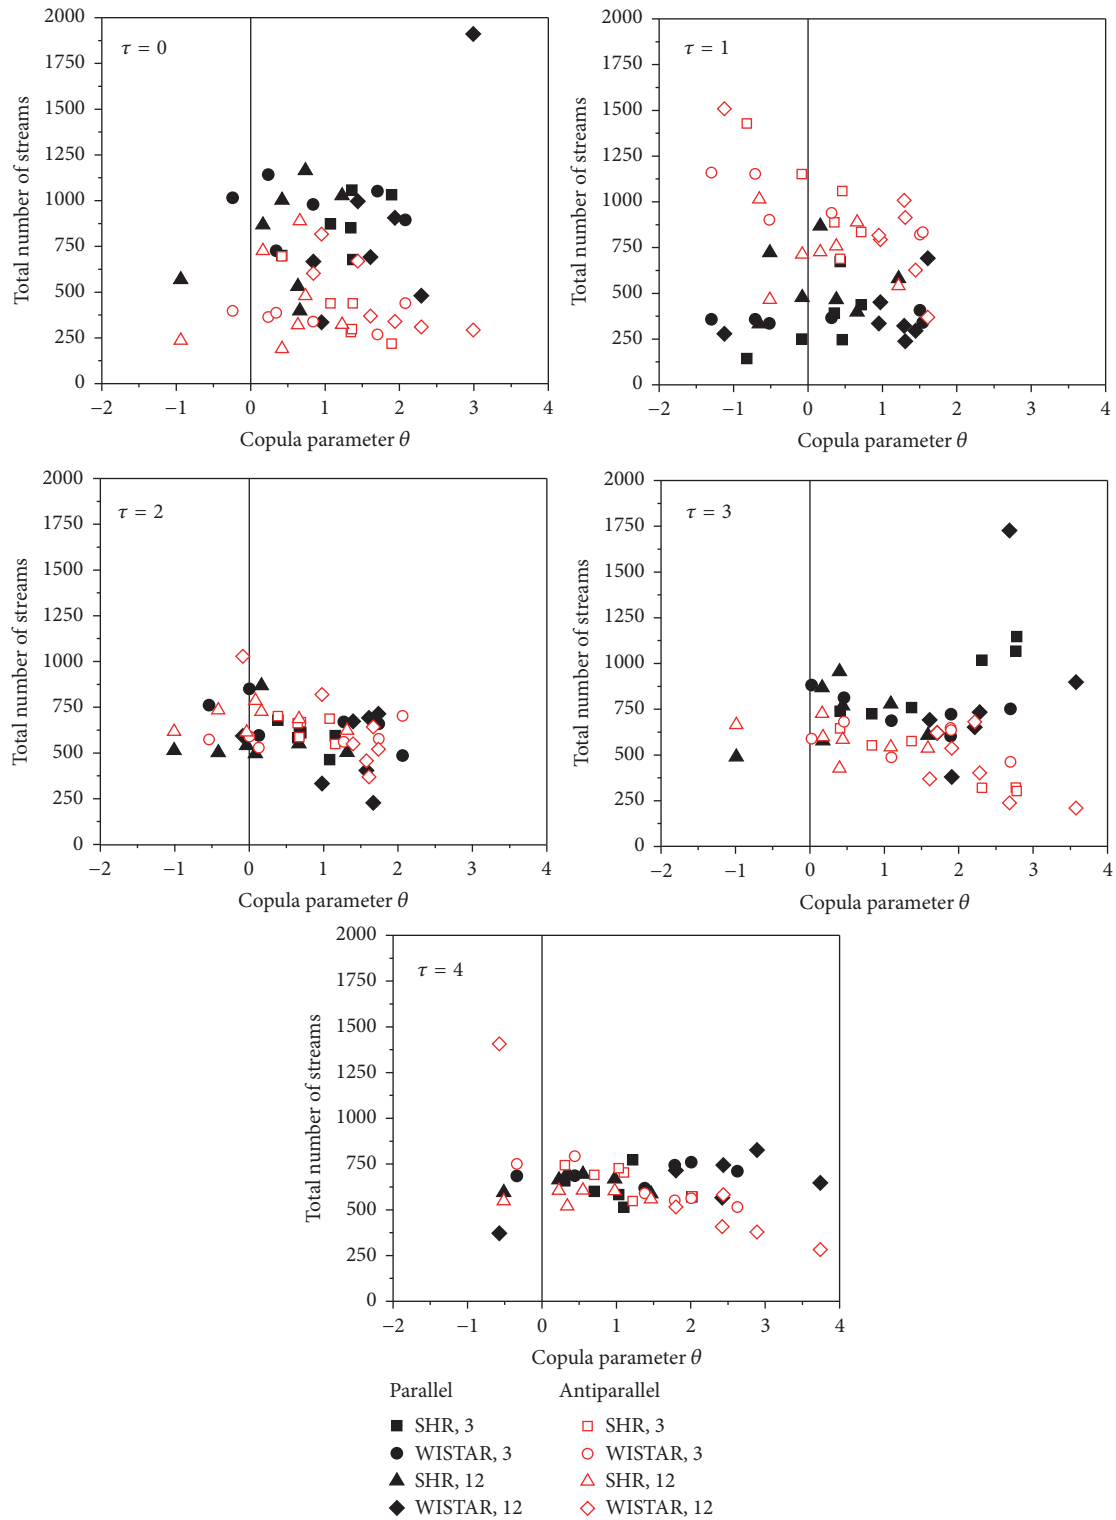 τ = 0
2000
1750
1500
1250
1000
750
500
250
0
Total number of streams
−2 −1 0 1 2 3 4
Copula parameter θ
τ = 1
2000
1750
1500
1250
1000
750
500
250
0
Total number of streams
−2 −1 0 1 2 3 4
Copula parameter θ
τ = 2
2000
1750
1500
1250
1000
750
500
250
0
Total number of streams
−2 −1 0 1 2 3 4
Copula parameter θ
τ = 3
2000
1750
1500
1250
1000
750
500
250
0
Total number of streams
−2 −1 0 1 2 3 4
Copula parameter θ
τ = 4
2000
1750
1500
1250
1000
750
500
250
0
Total number of streams
−2 −1 0 1 2 3 4
Copula parameter θ
Parallel Antiparallel
SHR, 3 SHR, 3
WISTAR, 3 WISTAR, 3
SHR, 12 SHR, 12
WISTAR, 12 WISTAR, 12